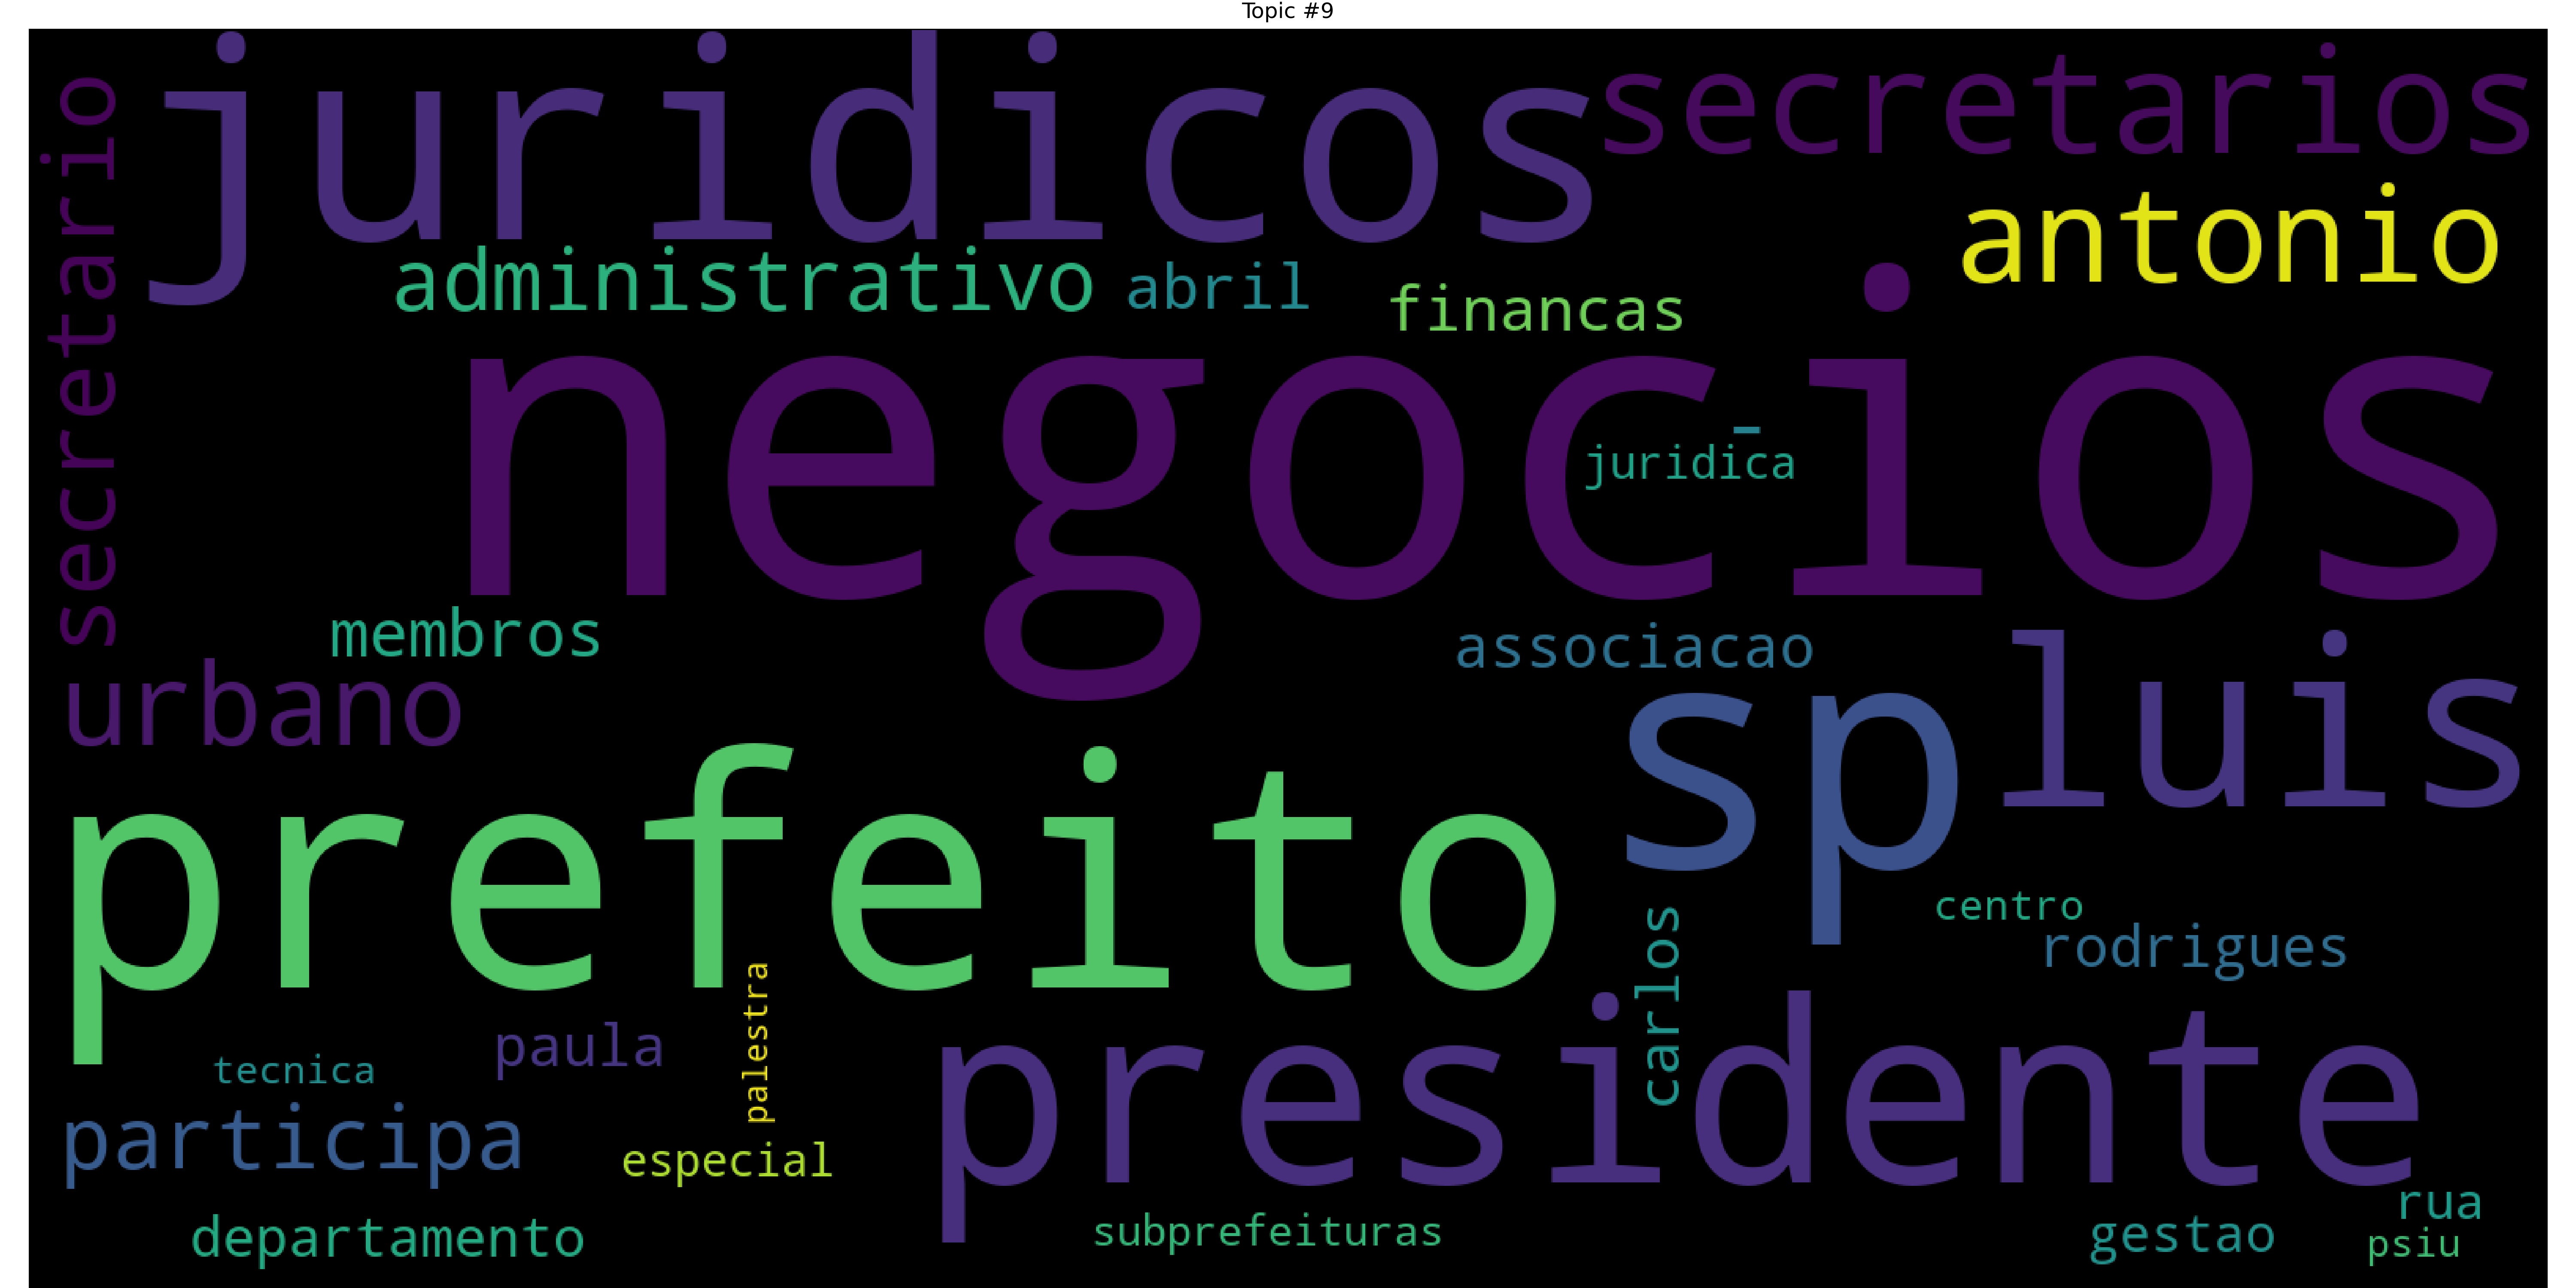 Topic #9
juridicos
secretarios
secretario
antonio
administrativo
abril
financas
negocios
-
juridica
membros
associacao
urbano
luis
sp
prefeito
centro
carlos
rodrigues
palestra
paula
tecnica
presidente
participa
especial
departamento
subprefeituras
rua
gestao
psiu